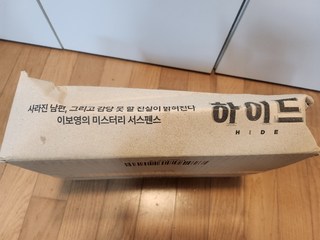 사라진 남편, 그리고 감당 못 할 진실이 밝혀진다
이보영의 미스터리 서스펜스
하이드
HIDE